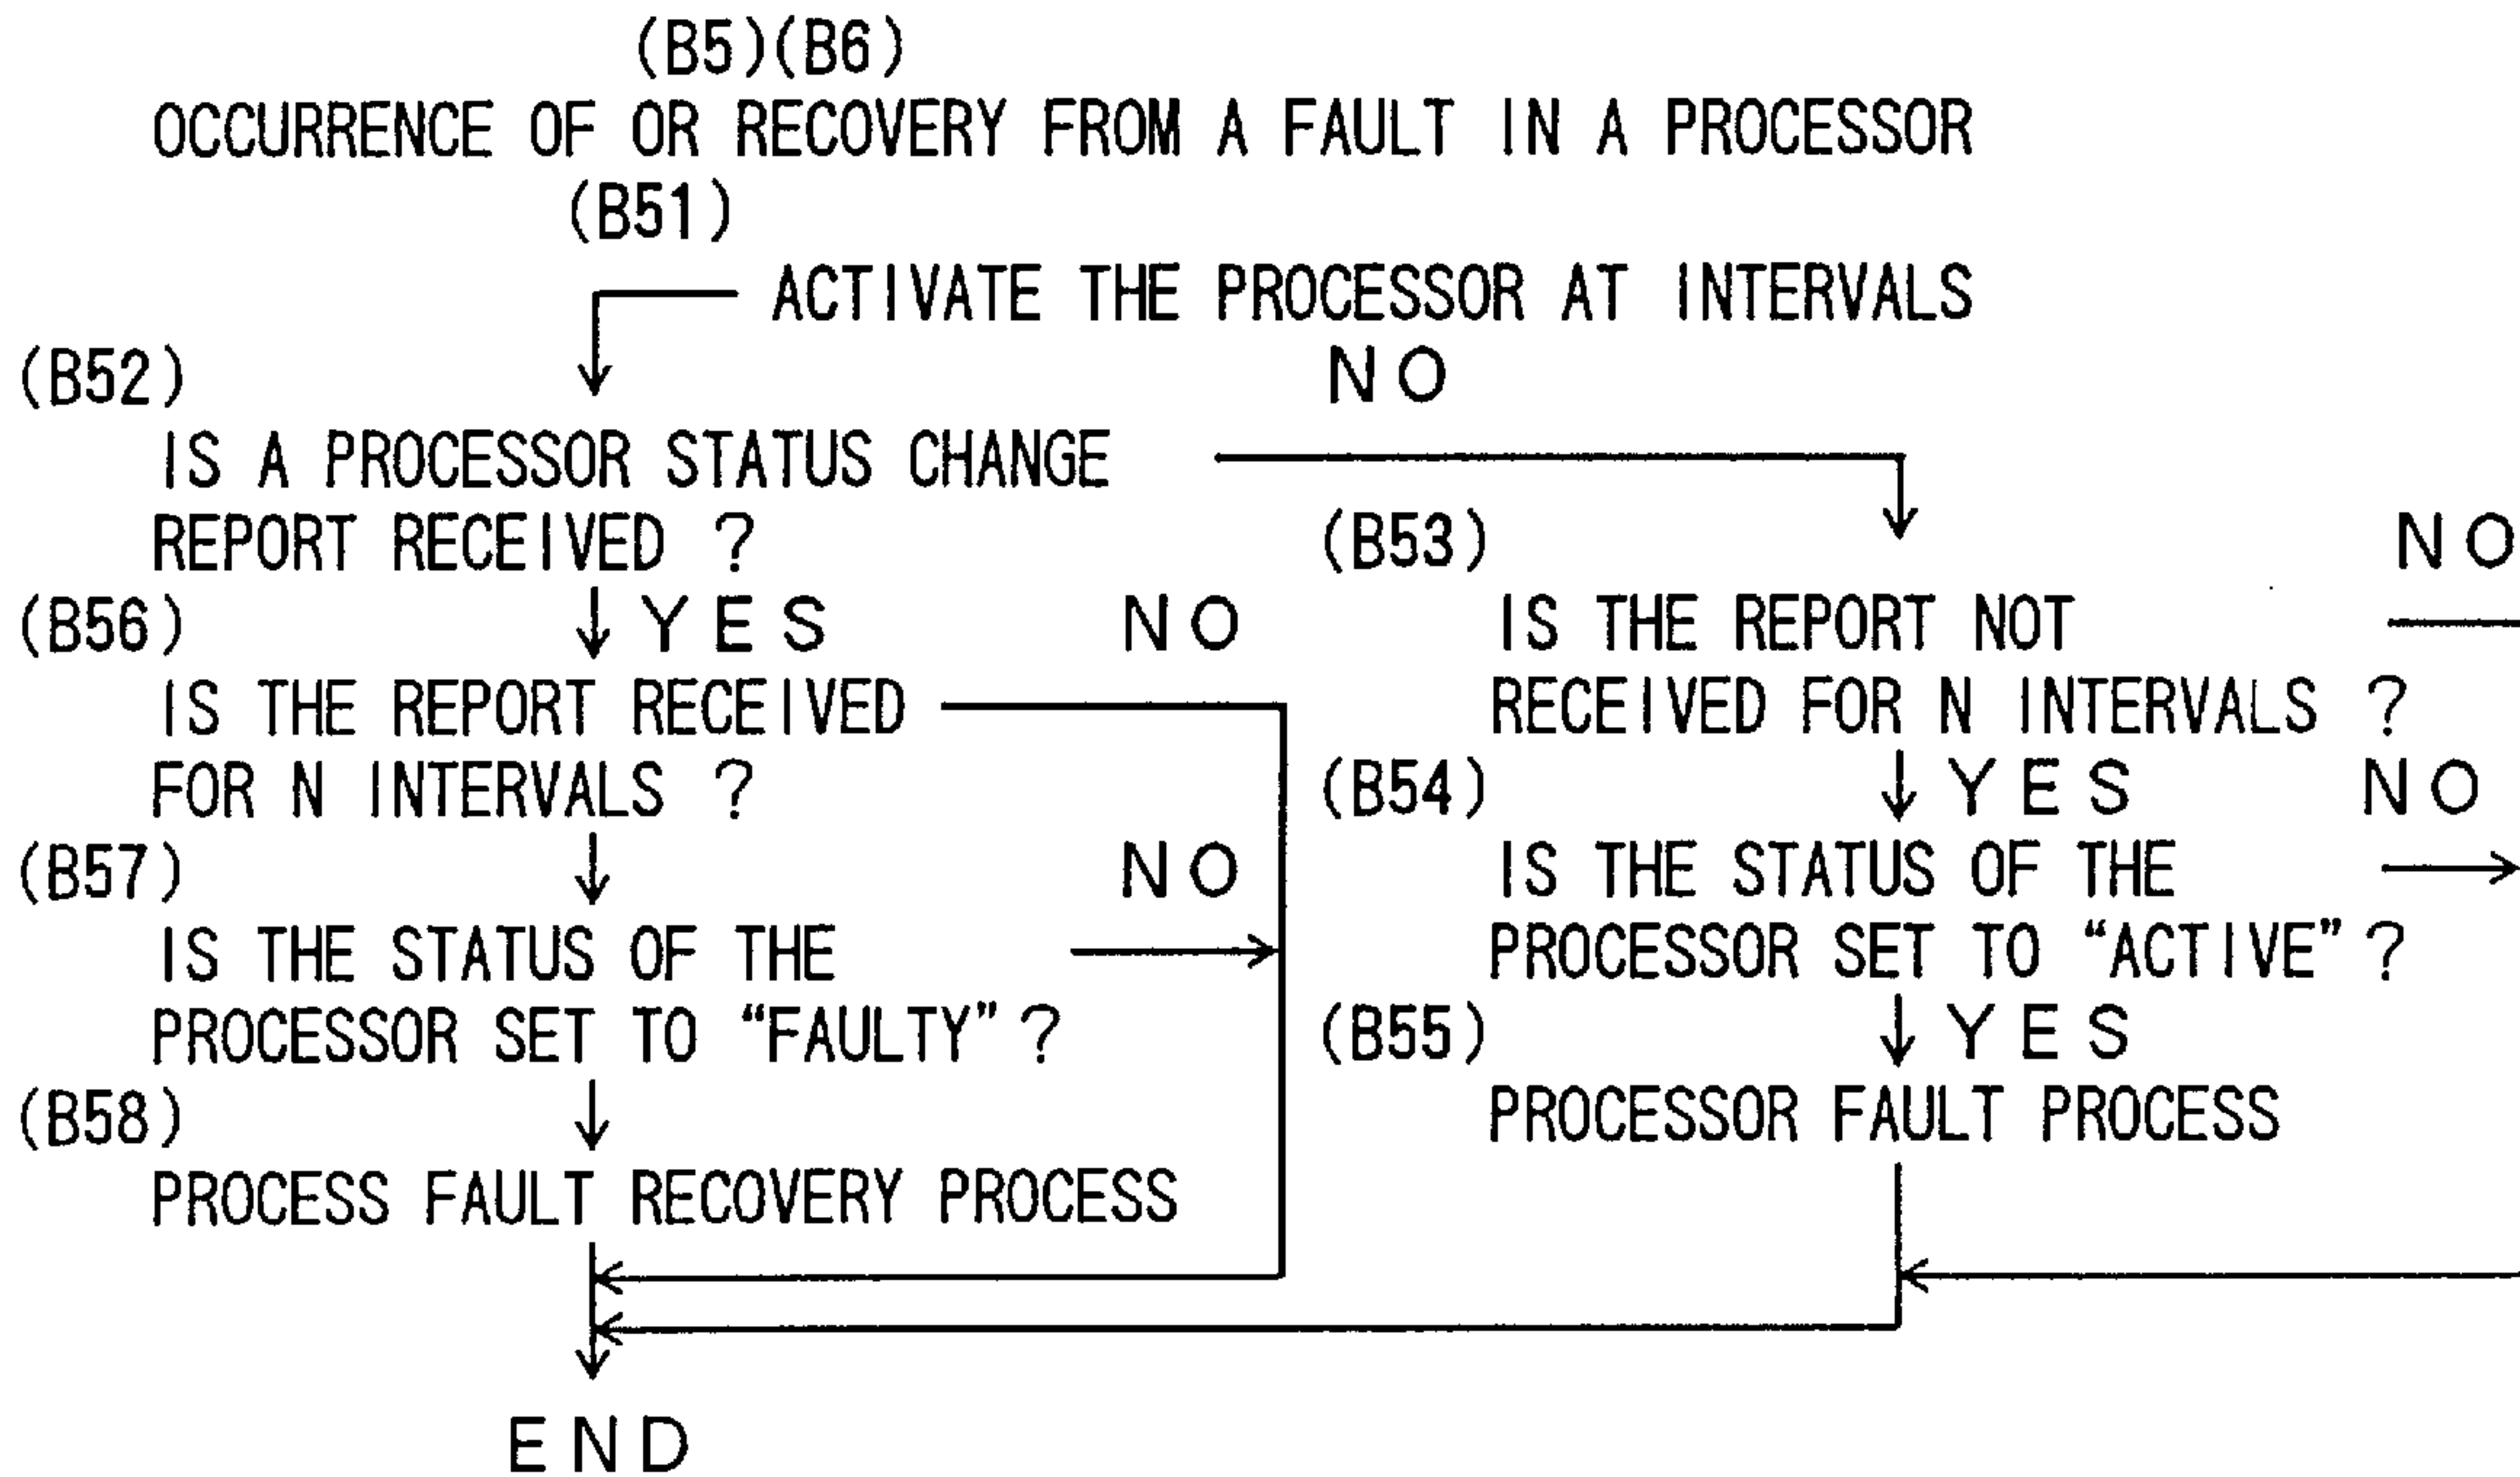 (B5)(B6)
OCCURRENCE OF OR RECOVERY FROM A FAULT IN A PROCESSOR
(B51)
ACTIVATE THE PROCESSOR AT INTERVALS
(B52)
NO
IS A PROCESSOR STATUS CHANGE
REPORT RECEIVED ?
(B56)
YES
NO
IS THE REPORT RECEIVED
FOR N INTERVALS ?
(B57)
NO
IS THE STATUS OF THE
PROCESSOR SET TO “FAULTY” ?
(B58)
PROCESS FAULT RECOVERY PROCESS
(B53)
NO
IS THE REPORT NOT
RECEIVED FOR N INTERVALS ?
(B54)
YES
NO
IS THE STATUS OF THE
PROCESSOR SET TO “ACTIVE” ?
(B55)
YES
PROCESSOR FAULT PROCESS
END